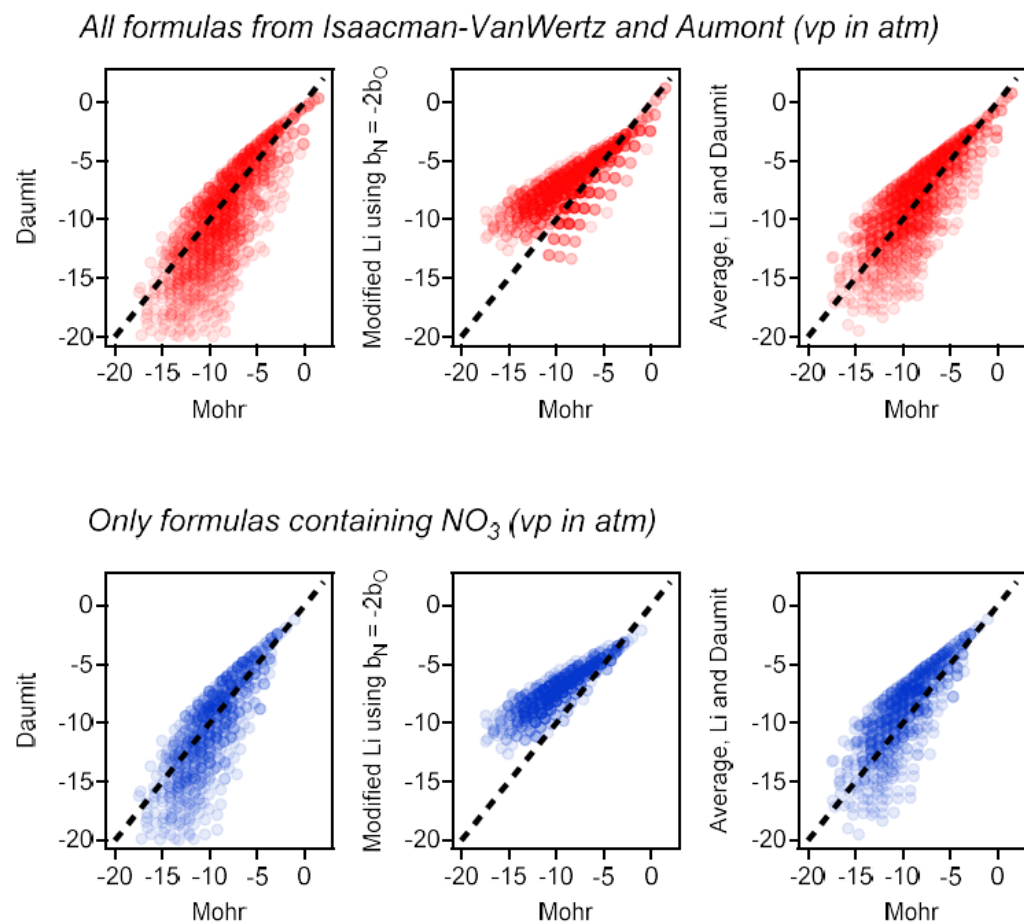 All formulas from Isaacman-VanWertz and Aumont (vp in atm)
Daumit
0
-5
-10
-15
-20
-20 -15 -10 -5 0
Mohr
Modified Li using b_N = -2b_O
0
-5
-10
-15
-20
-20 -15 -10 -5 0
Mohr
Average, Li and Daumit
0
-5
-10
-15
-20
-20 -15 -10 -5 0
Mohr
Only formulas containing NO₃ (vp in atm)
Daumit
0
-5
-10
-15
-20
-20 -15 -10 -5 0
Mohr
Modified Li using b_N = -2b_O
0
-5
-10
-15
-20
-20 -15 -10 -5 0
Mohr
Average, Li and Daumit
0
-5
-10
-15
-20
-20 -15 -10 -5 0
Mohr